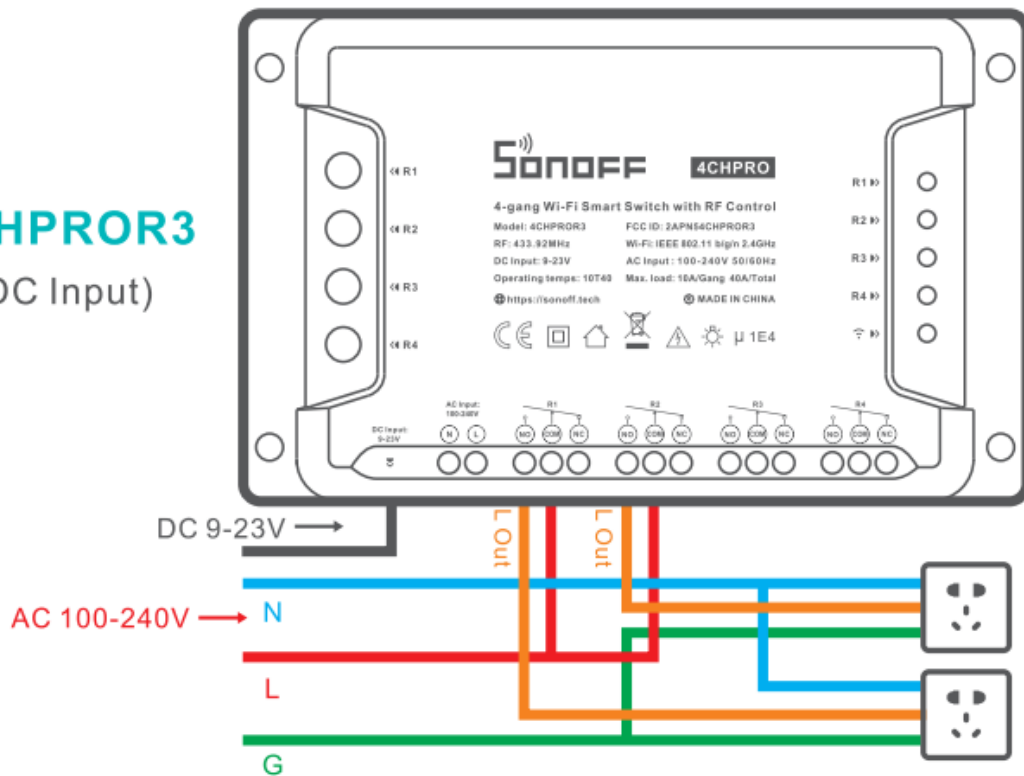 HPROR3
DC Input)
SONOFF
4CHPRO
4-gang Wi-Fi Smart Switch with RF Control
Model: 4CHPROR3 FCC ID: 2APN54CHPROR3
RF: 433.92MHz Wi-Fi: IEEE 802.11 b/g/n 2.4GHz
DC Input: 9-23V AC Input : 100-240V 50/60Hz
Operating temps: 10T40 Max. load: 10A/Gang 40A/Total
https://sonoff.tech MADE IN CHINA
CE μ 1E4
R1
R2
R3
R4
R1
R2
R3
R4
DC Input:
9-23V
AC Input:
100-240V
N L
R1
NO COM NC
R2
NO COM NC
R3
NO COM NC
R4
NO COM NC
DC 9-23V
L Out
L Out
AC 100-240V
N
L
G